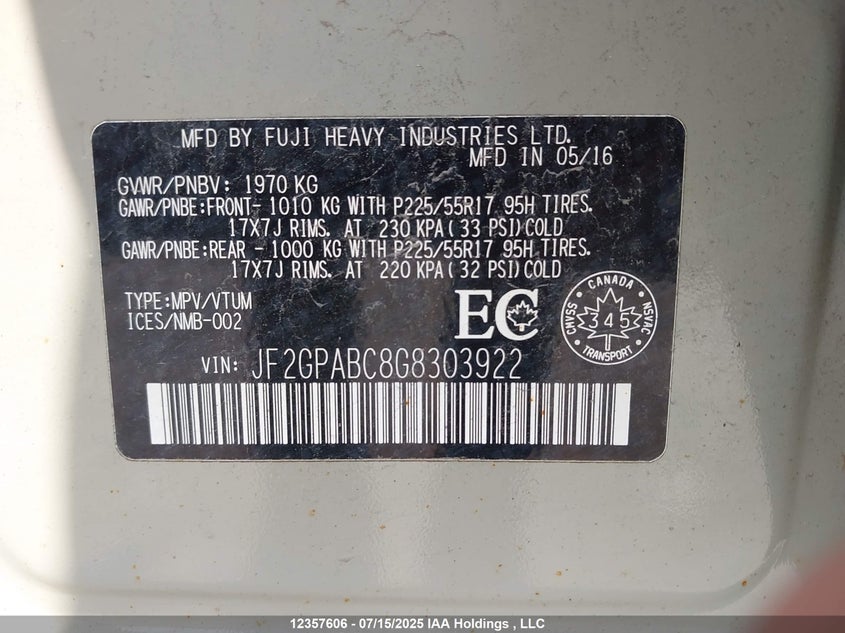 MFD BY FUJI HEAVY INDUSTRIES LTD.
MFD IN 05/16
GVWR/PNBV: 1970 KG
GAWR/PNBE:FRONT- 1010 KG WITH P225/55R17 95H TIRES.
17X7J RIMS. AT 230 KPA( 33 PSI)COLD
GAWR/PNBE:REAR - 1000 KG WITH P225/55R17 95H TIRES.
17X7J RIMS. AT 220 KPA( 32 PSI)COLD
TYPE:MPV/VTUM
ICES/NMB-002
EC
CANADA
CMVSS
345
NSVAC
TRANSPORT
VIN: JF2GPABC8G8303922
12357606 - 07/15/2025 IAA Holdings , LLC